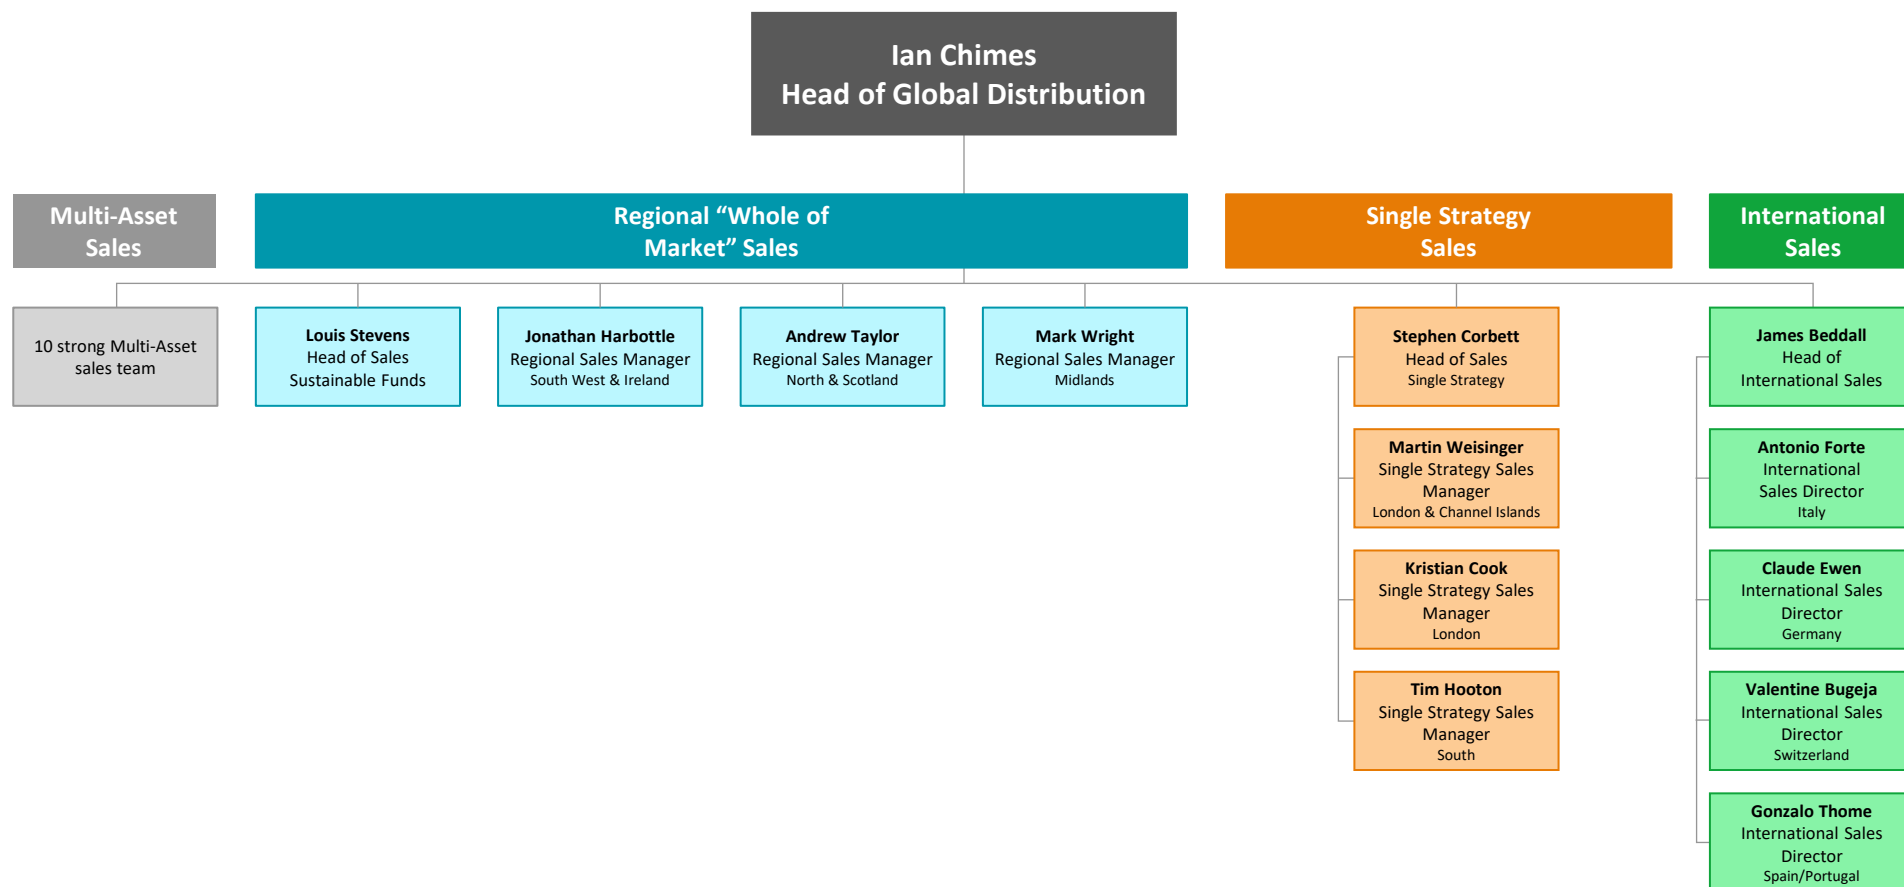 Ian Chimes
Head of Global Distribution
Multi-Asset
Sales
Regional “Whole of
Market” Sales
Single Strategy
Sales
International
Sales
10 strong Multi-Asset
sales team
Louis Stevens
Head of Sales
Sustainable Funds
Jonathan Harbottle
Regional Sales Manager
South West & Ireland
Andrew Taylor
Regional Sales Manager
North & Scotland
Mark Wright
Regional Sales Manager
Midlands
Stephen Corbett
Head of Sales
Single Strategy
James Beddall
Head of
International Sales
Martin Weisinger
Single Strategy Sales
Manager
London & Channel Islands
Antonio Forte
International
Sales Director
Italy
Kristian Cook
Single Strategy Sales
Manager
London
Claude Ewen
International Sales
Director
Germany
Tim Hooton
Single Strategy Sales
Manager
South
Valentine Bugeja
International Sales
Director
Switzerland
Gonzalo Thome
International Sales
Director
Spain/Portugal